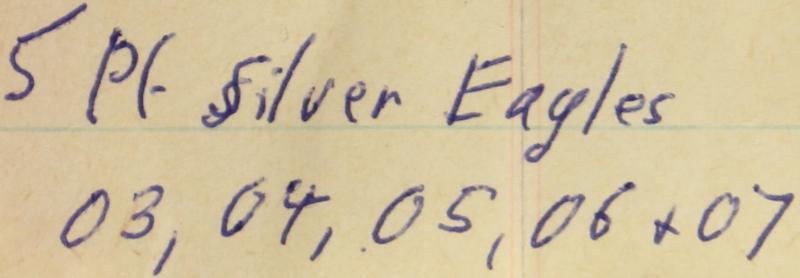 5 Pf. Silver Eagles
03, 04, 05, 06 + 07